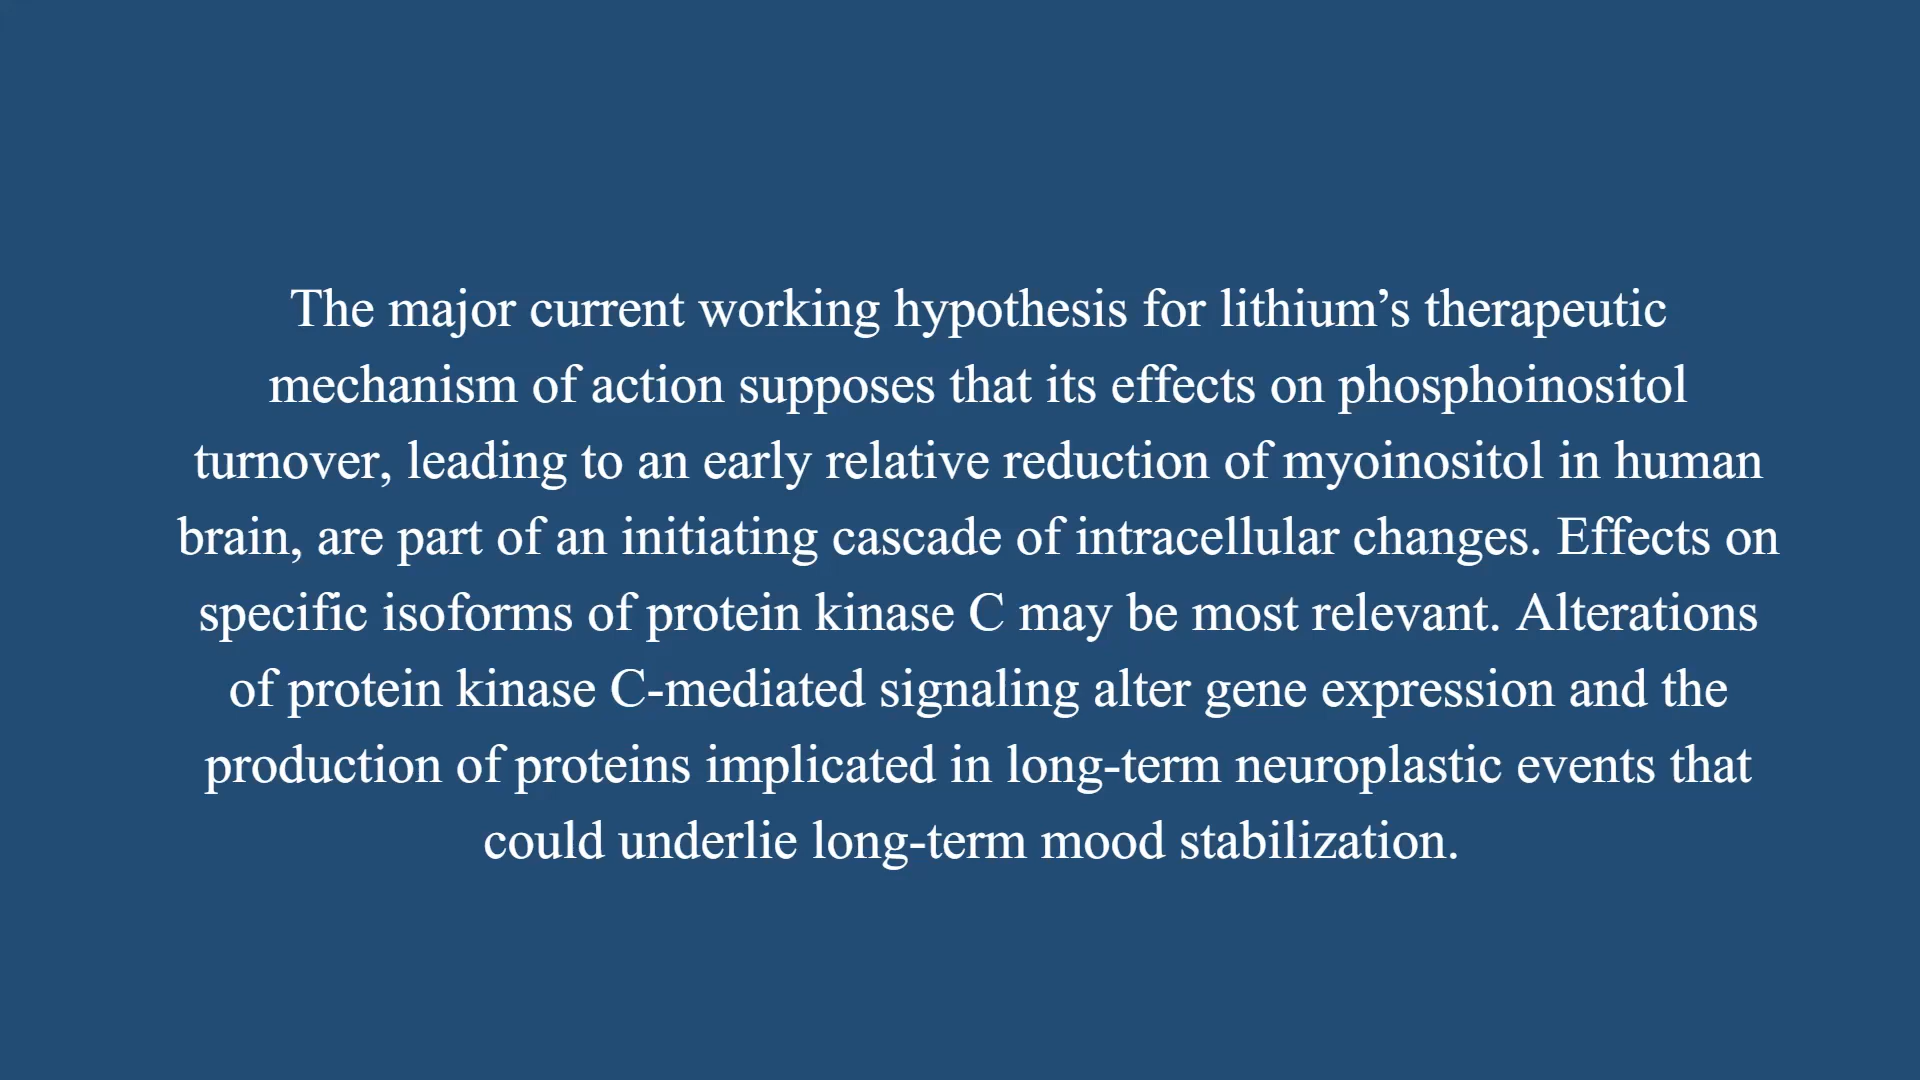 The major current working hypothesis for lithium’s therapeutic
mechanism of action supposes that its effects on phosphoinositol
turnover, leading to an early relative reduction of myoinositol in human
brain, are part of an initiating cascade of intracellular changes. Effects on
specific isoforms of protein kinase C may be most relevant. Alterations
of protein kinase C-mediated signaling alter gene expression and the
production of proteins implicated in long-term neuroplastic events that
could underlie long-term mood stabilization.